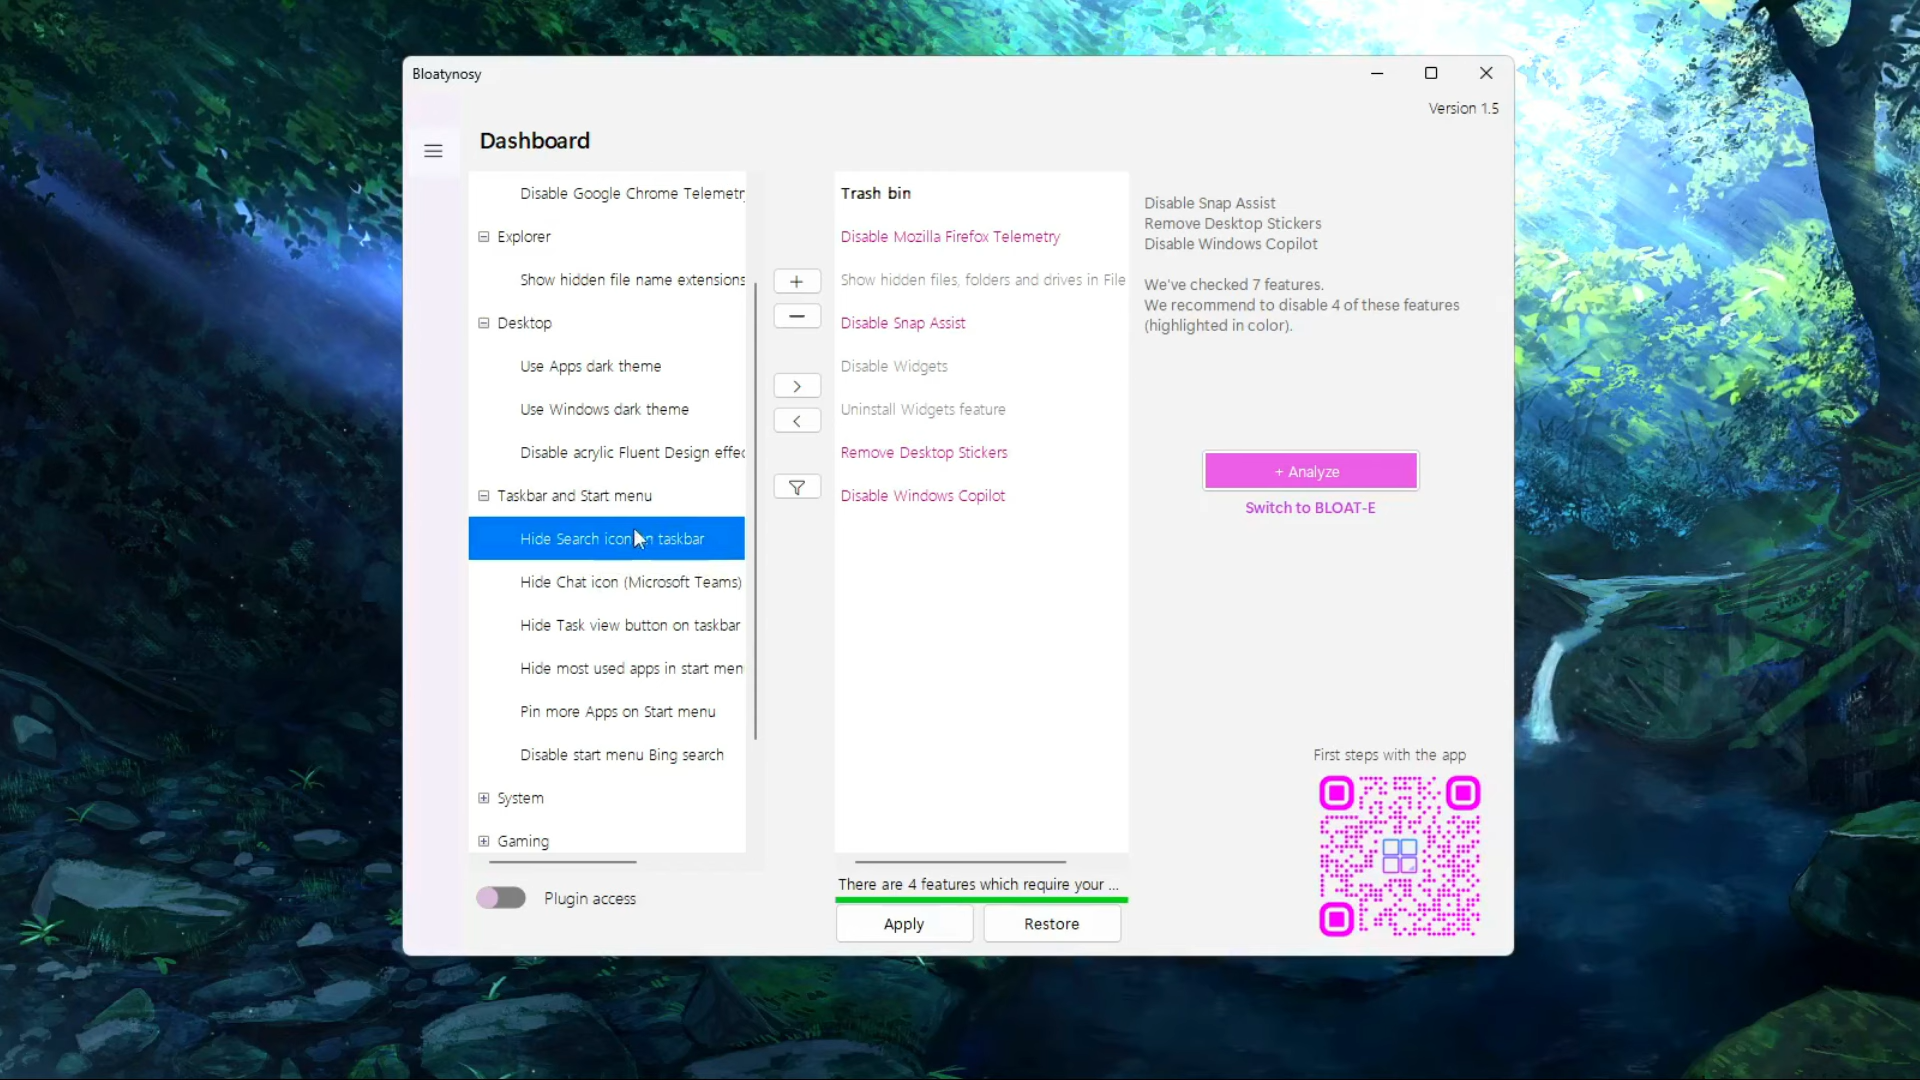 Bloatynosy
Version 1.5
Dashboard
Disable Google Chrome Telemetr
Explorer
Show hidden file name extensions
Desktop
Use Apps dark theme
Use Windows dark theme
Disable acrylic Fluent Design effec
Taskbar and Start menu
Hide Search icon taskbar
Hide Chat icon (Microsoft Teams)
Hide Task view button on taskbar
Hide most used apps in start men
Pin more Apps on Start menu
Disable start menu Bing search
System
Gaming
Plugin access
Trash bin
Disable Mozilla Firefox Telemetry
Show hidden files, folders and drives in File
Disable Snap Assist
Disable Widgets
Uninstall Widgets feature
Remove Desktop Stickers
Disable Windows Copilot
There are 4 features which require your ...
Apply
Restore
Disable Snap Assist
Remove Desktop Stickers
Disable Windows Copilot
We've checked 7 features.
We recommend to disable 4 of these features
(highlighted in color).
+ Analyze
Switch to BLOAT-E
First steps with the app